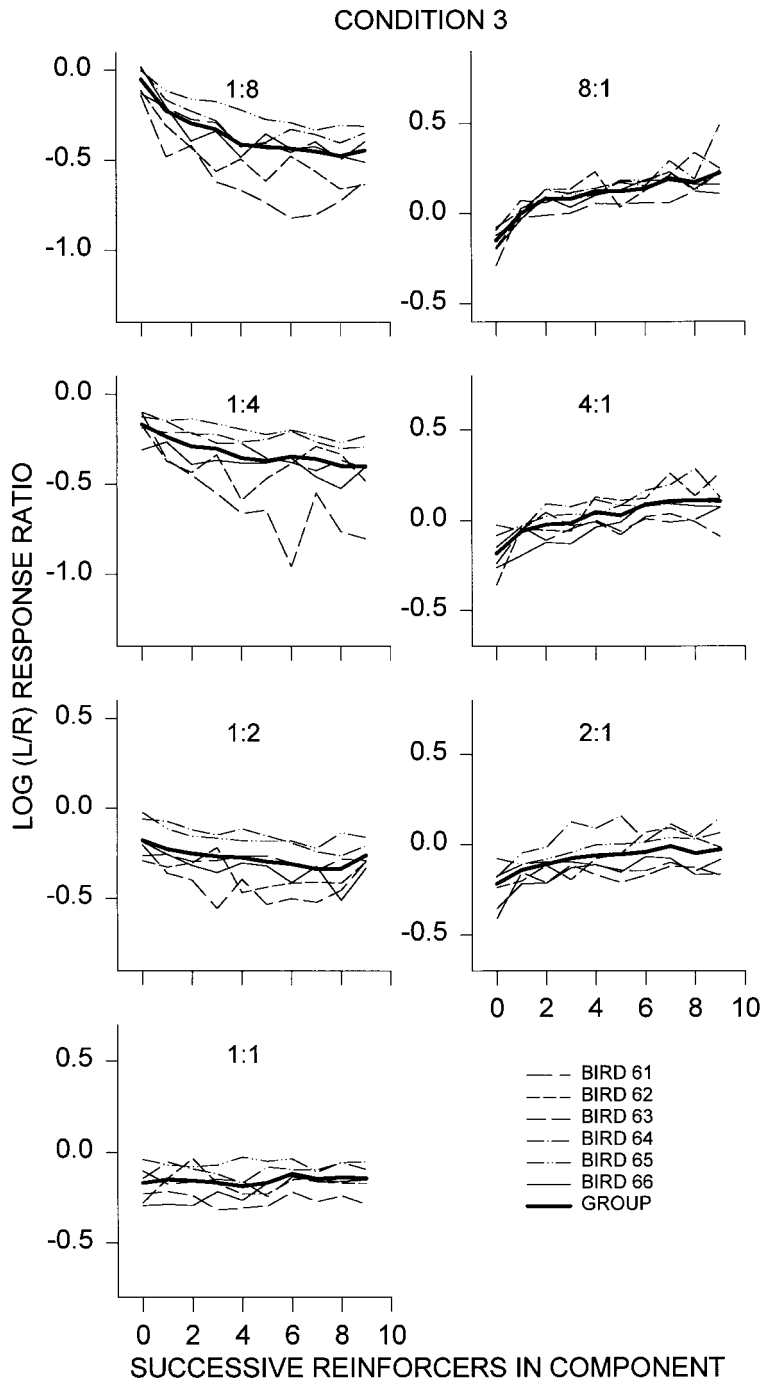 CONDITION 3
0.0
-0.5
-1.0
1:8
0.5
0.0
-0.5
8:1
0.0
-0.5
-1.0
1:4
0.5
0.0
-0.5
4:1
LOG (L/R) RESPONSE RATIO
0.5
0.0
-0.5
1:2
0.5
0.0
-0.5
2:1
0 2 4 6 8 10
0.5
0.0
-0.5
1:1
0 2 4 6 8 10
BIRD 61
BIRD 62
BIRD 63
BIRD 64
BIRD 65
BIRD 66
GROUP
SUCCESSIVE REINFORCERS IN COMPONENT